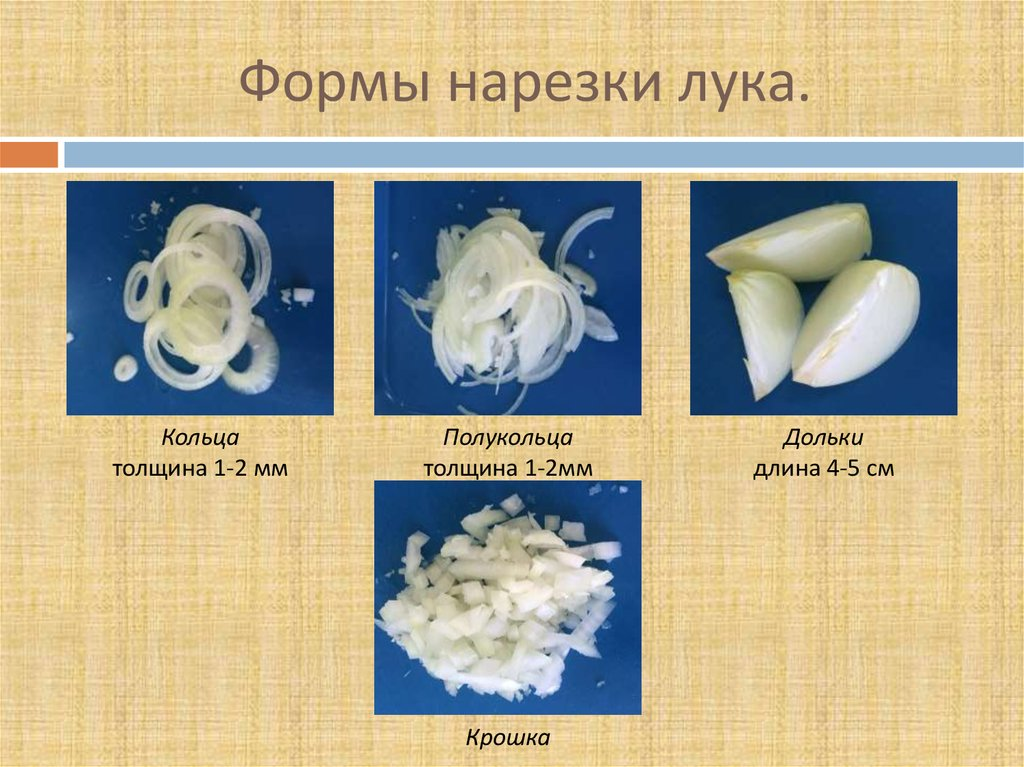 Формы нарезки лука.
Кольца
толщина 1-2 мм
Полукольца
толщина 1-2мм
Дольки
длина 4-5 см
Крошка